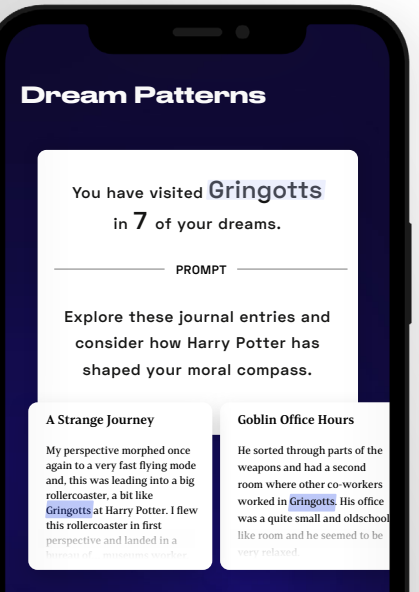 Dream Patterns
You have visited Gringotts
in 7 of your dreams.
PROMPT
Explore these journal entries and
consider how Harry Potter has
shaped your moral compass.
A Strange Journey
My perspective morphed once
again to a very fast flying mode
and, this was leading into a big
rollercoaster, a bit like
Gringotts at Harry Potter. I flew
this rollercoaster in first
perspective and landed in a
bureau of museums worker
Goblin Office Hours
He sorted through parts of the
weapons and had a second
room where other co-workers
worked in Gringotts. His office
was a quite small and oldschool
like room and he seemed to be
very relaxed